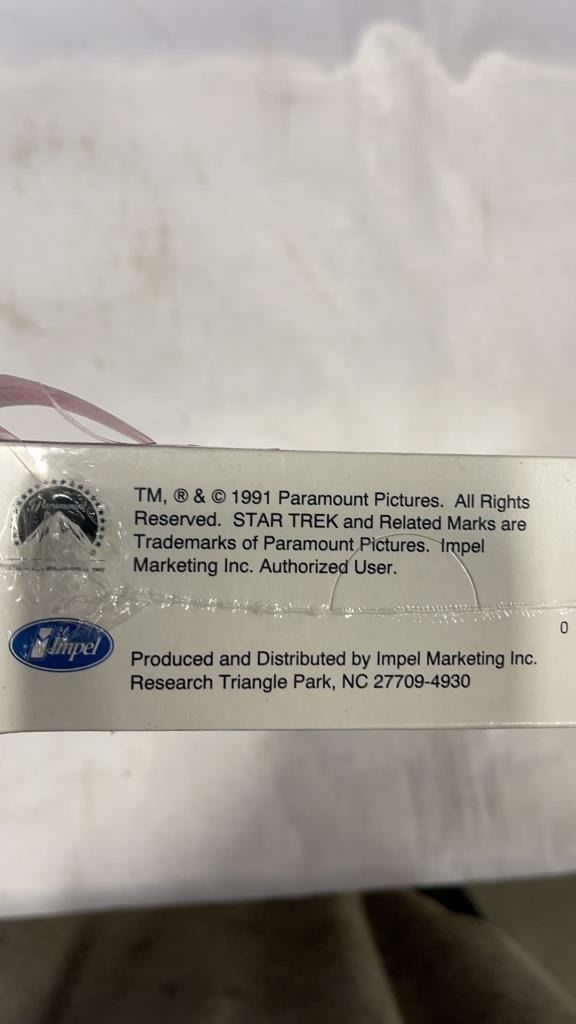 Paramount
TM, ® & © 1991 Paramount Pictures. All Rights
Reserved. STAR TREK and Related Marks are
Trademarks of Paramount Pictures. Impel
Marketing Inc. Authorized User.
Impel
0
Produced and Distributed by Impel Marketing Inc.
Research Triangle Park, NC 27709-4930